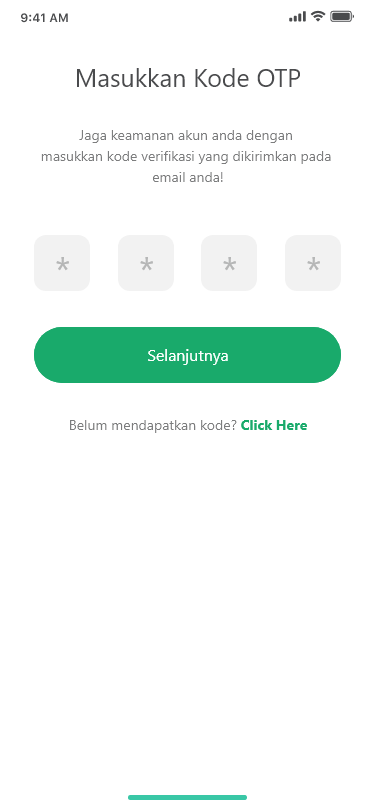 9:41 AM
Masukkan Kode OTP
Jaga keamanan akun anda dengan
masukkan kode verifikasi yang dikirimkan pada
email anda!
* * * *
Selanjutnya
Belum mendapatkan kode? Click Here